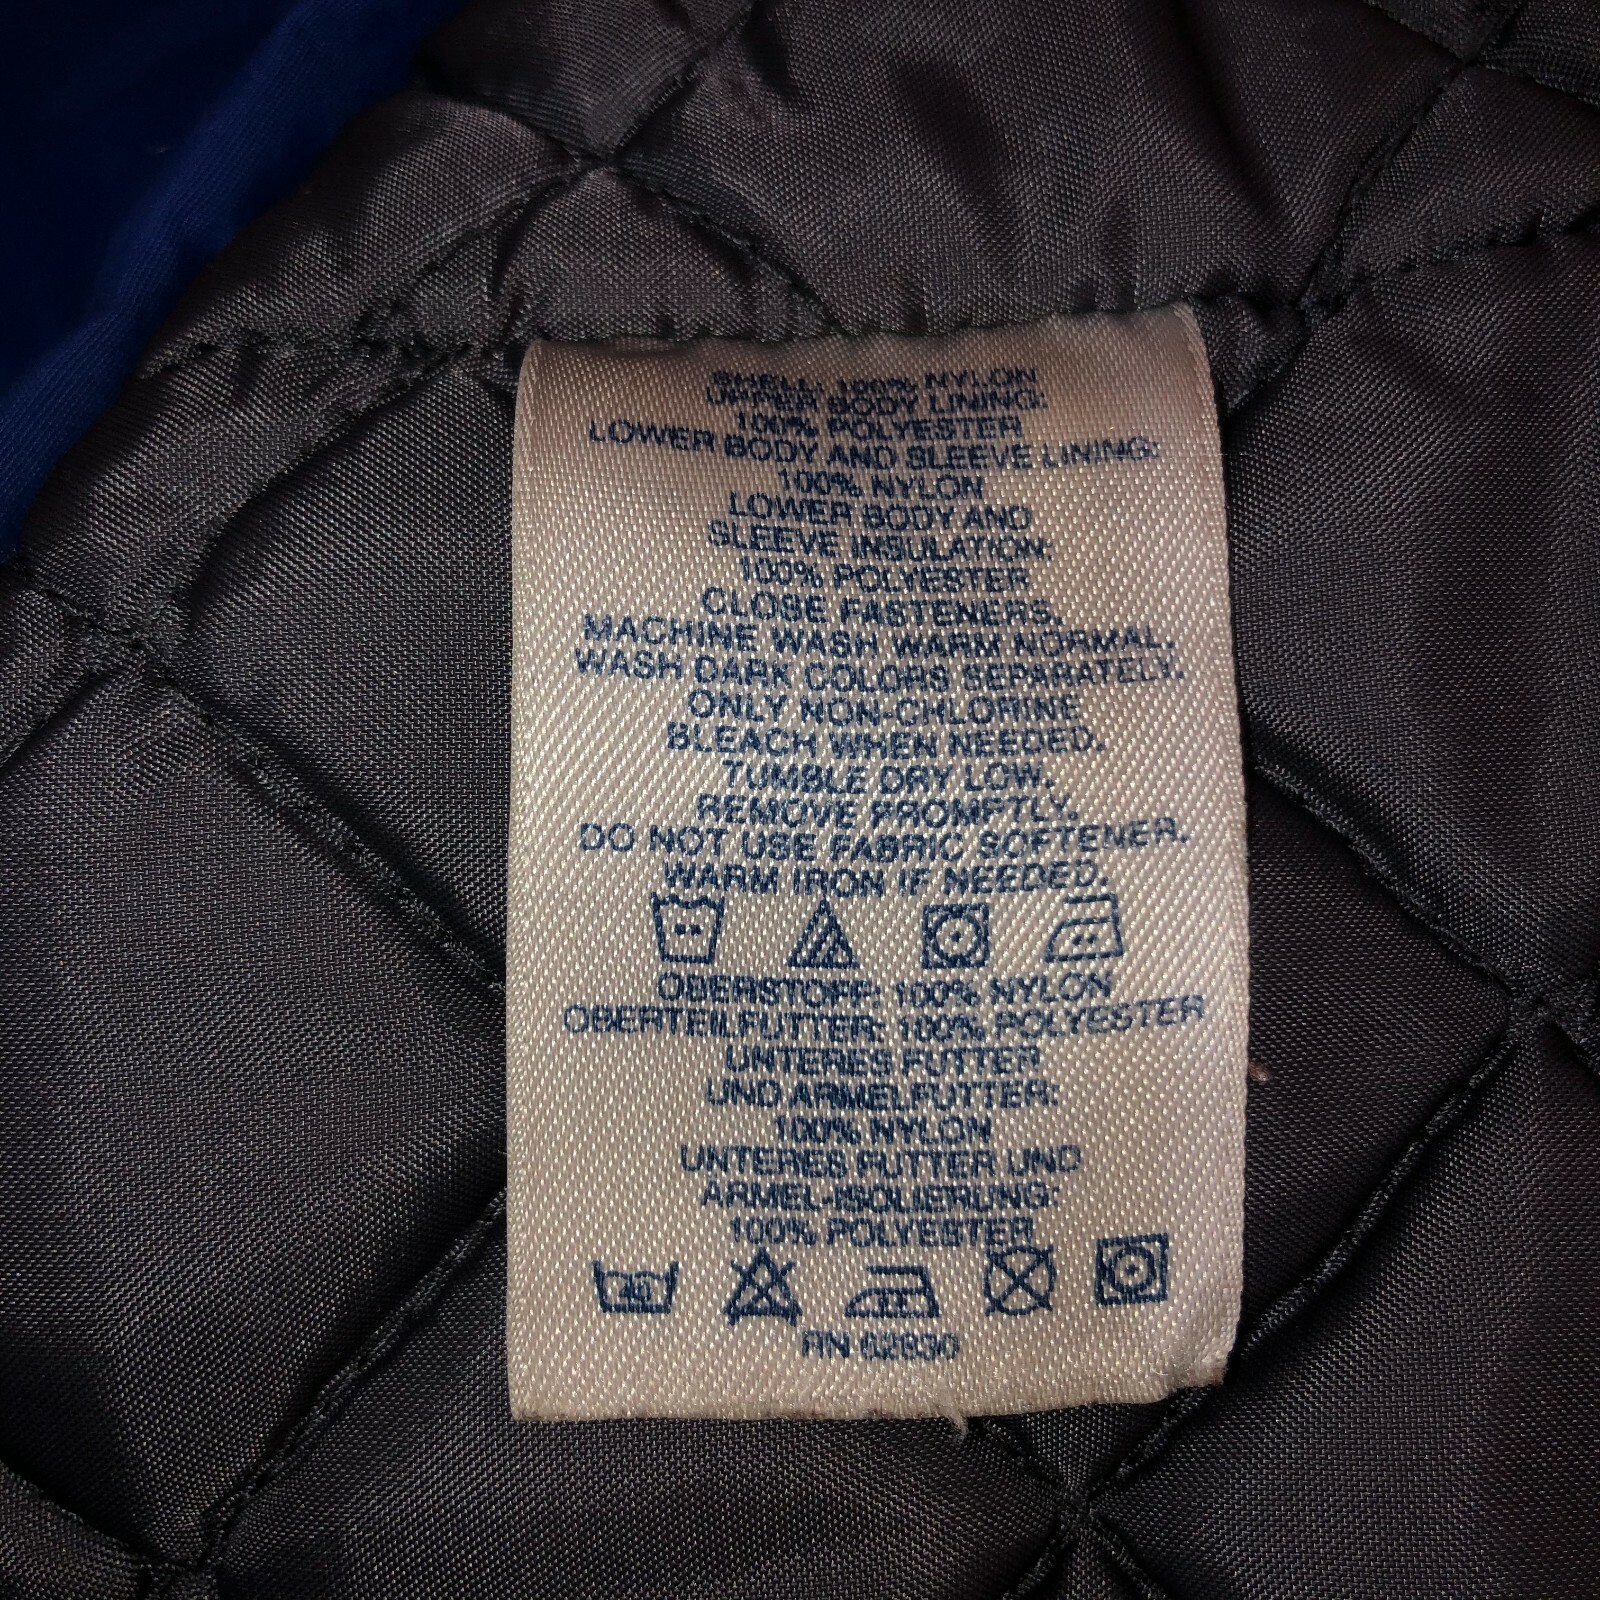 SHELL: 100% NYLON
UPPER BODY LINING:
100% POLYESTER
LOWER BODY AND SLEEVE LINING:
100% NYLON
LOWER BODY AND
SLEEVE INSULATION:
100% POLYESTER
CLOSE FASTENERS.
MACHINE WASH WARM NORMAL.
WASH DARK COLORS SEPARATELY.
ONLY NON-CHLORINE
BLEACH WHEN NEEDED.
TUMBLE DRY LOW.
REMOVE PROMPTLY.
DO NOT USE FABRIC SOFTENER.
WARM IRON IF NEEDED.
OBERSTOFF: 100% NYLON
OBERTEILFUTTER: 100% POLYESTER
UNTERES FUTTER
UND ARMELFUTTER:
100% NYLON
UNTERES FUTTER UND
ARMEL-ISOLIERUNG:
100% POLYESTER
40
RN 62830